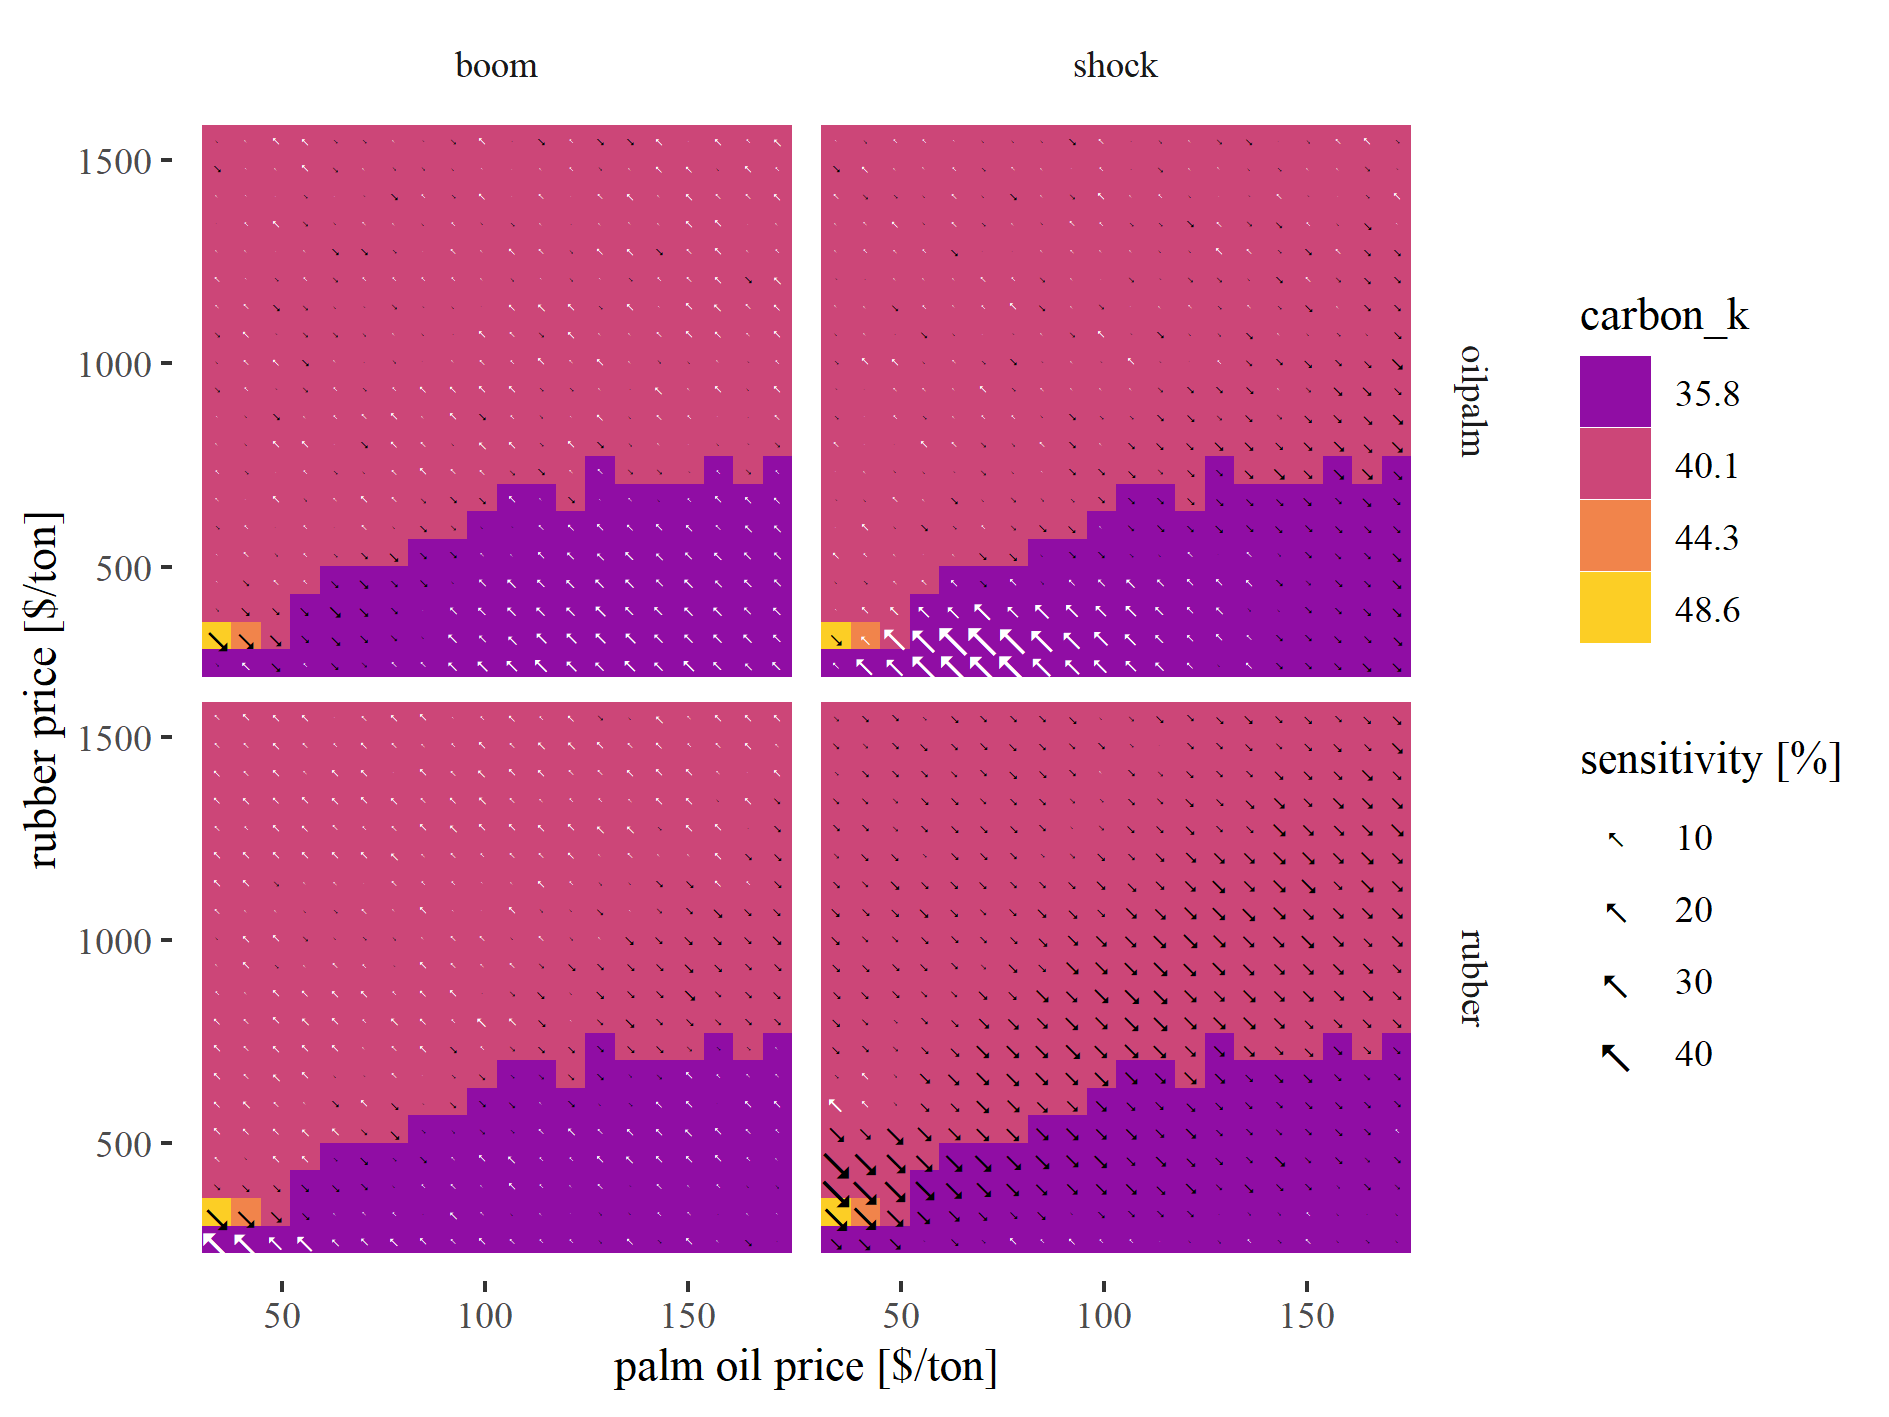 boom
shock
1500
1000
500
oilpalm
1500
1000
500
rubber
rubber price [$/ton]
50
100
150
50
100
150
palm oil price [$/ton]
carbon_k
35.8
40.1
44.3
48.6
sensitivity [%]
10
20
30
40